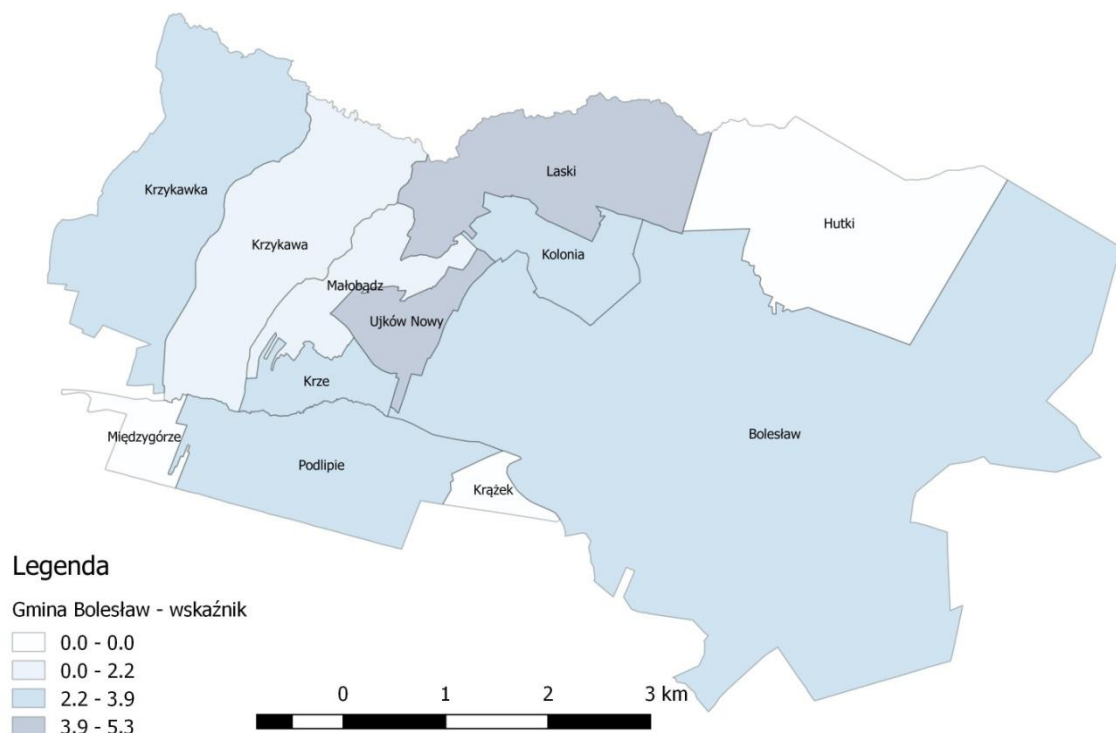 Krzykawka
Laski
Hutki
Krzykawa
Kolonia
Małobądz
Ujków Nowy
Krze
Bolesław
Międzygórze
Podlipie
Krążek
Legenda
Gmina Bolesław - wskaźnik
0.0 - 0.0
0.0 - 2.2
2.2 - 3.9
3.9 - 5.3
0 1 2 3 km